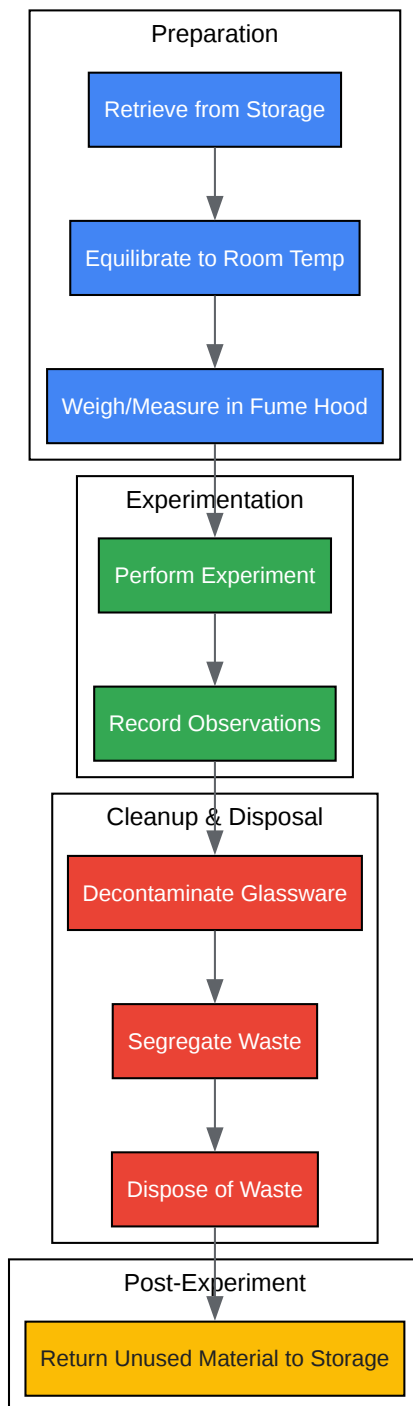 Preparation
Retrieve from Storage
Equilibrate to Room Temp
Weigh/Measure in Fume Hood
Experimentation
Perform Experiment
Record Observations
Cleanup & Disposal
Decontaminate Glassware
Segregate Waste
Dispose of Waste
Post-Experiment
Return Unused Material to Storage